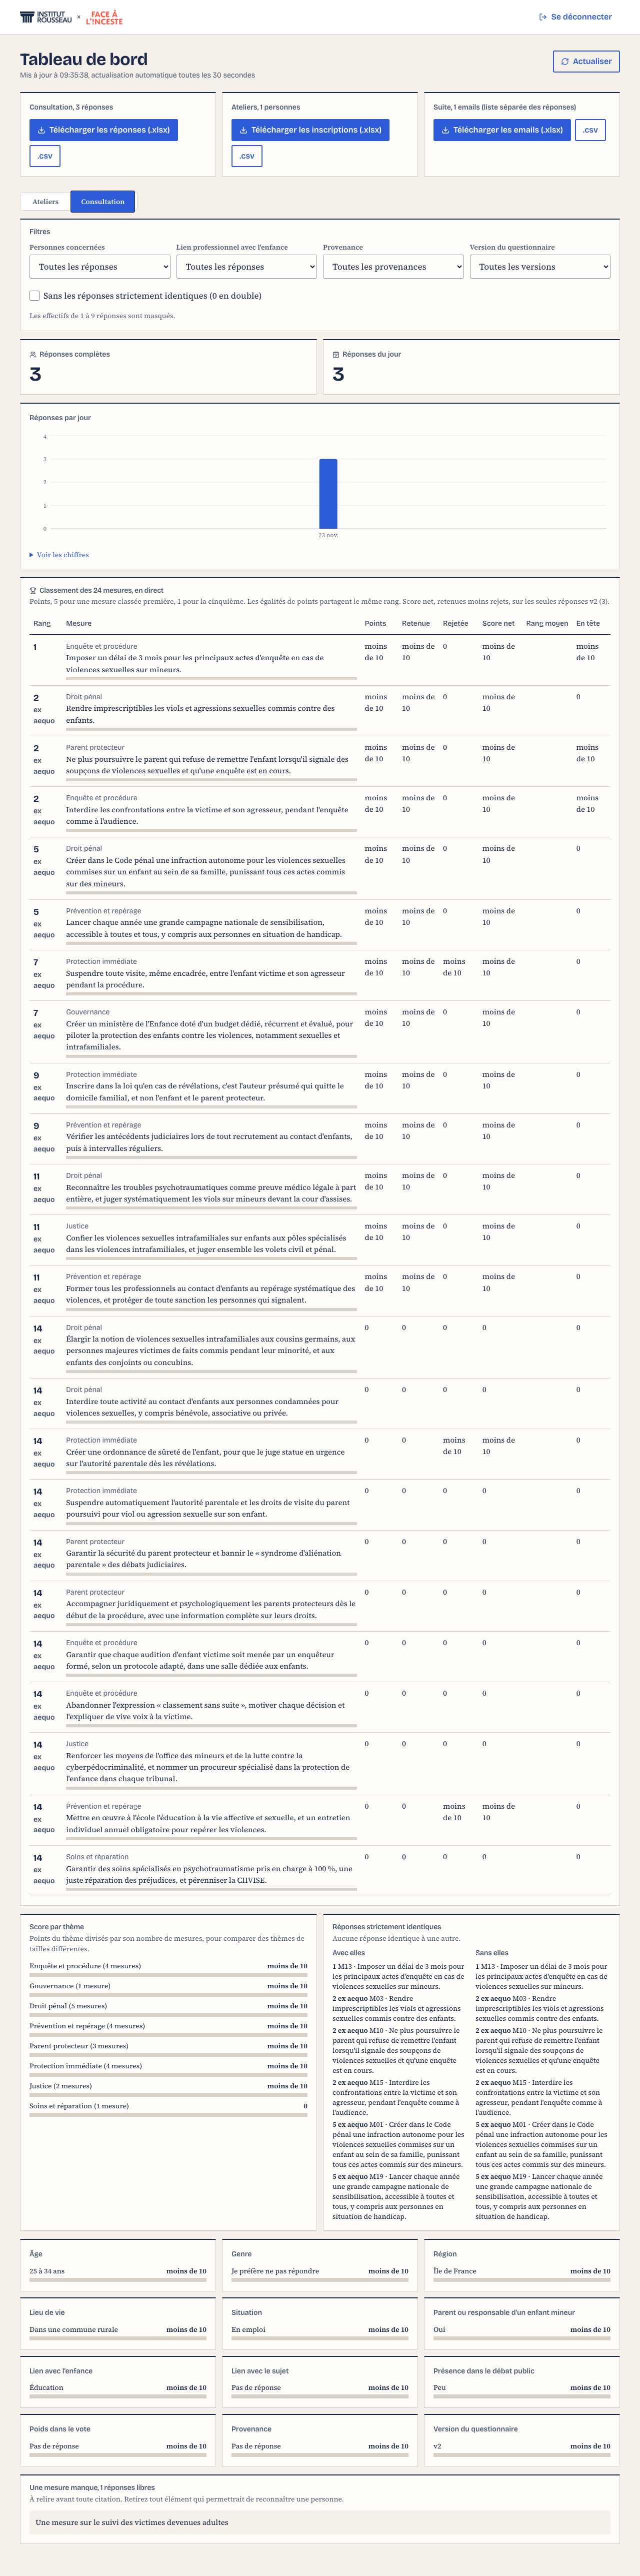 INSTITUT
ROUSSEAU
×
FACE À
L'INCESTE
Se déconnecter
Tableau de bord
Mis à jour à 09:35:38, actualisation automatique toutes les 30 secondes
Actualiser
Consultation, 3 réponses
Télécharger les réponses (.xlsx)
.csv
Ateliers, 1 personnes
Télécharger les inscriptions (.xlsx)
.csv
Suite, 1 emails (liste séparée des réponses)
Télécharger les emails (.xlsx)
.csv
Ateliers
Consultation
Filtres
Personnes concernées
Toutes les réponses
Lien professionnel avec l'enfance
Toutes les réponses
Provenance
Toutes les provenances
Version du questionnaire
Toutes les versions
Sans les réponses strictement identiques (0 en double)
Les effectifs de 1 à 9 réponses sont masqués.
Réponses complètes
3
Réponses du jour
3
Réponses par jour
4
3
2
1
0
23 nov.
Voir les chiffres
Classement des 24 mesures, en direct
Points, 5 pour une mesure classée première, 1 pour la cinquième. Les égalités de points partagent le même rang. Score net, retenues moins rejets, sur les seules réponses v2 (3).
Rang Mesure Points Retenue Rejetée Score net Rang moyen En tête
1 Enquête et procédure moins moins de 0 moins de moins
Imposer un délai de 3 mois pour les principaux actes d'enquête en cas de de 10 10 10 de 10
violences sexuelles sur mineurs.
2 Droit pénal moins moins de 0 moins de 0
ex Rendre imprescriptibles les viols et agressions sexuelles commis contre des de 10 10 10
aequo enfants.
2 Parent protecteur moins moins de 0 moins de moins
ex Ne plus poursuivre le parent qui refuse de remettre l'enfant lorsqu'il signale des de 10 10 10 de 10
aequo soupçons de violences sexuelles et qu'une enquête est en cours.
2 Enquête et procédure moins moins de 0 moins de moins
ex Interdire les confrontations entre la victime et son agresseur, pendant l'enquête de 10 10 10 de 10
aequo comme à l'audience.
5 Droit pénal moins moins de 0 moins de 0
ex Créer dans le Code pénal une infraction autonome pour les violences sexuelles de 10 10 10
aequo commises sur un enfant au sein de sa famille, punissant tous ces actes commis
sur des mineurs.
5 Prévention et repérage moins moins de 0 moins de 0
ex Lancer chaque année une grande campagne nationale de sensibilisation, de 10 10 10
aequo accessible à toutes et tous, y compris aux personnes en situation de handicap.
7 Protection immédiate moins moins de moins moins de 0
ex Suspendre toute visite, même encadrée, entre l'enfant victime et son agresseur de 10 10 de 10 10
aequo pendant la procédure.
7 Gouvernance moins moins de 0 moins de 0
ex Créer un ministère de l'Enfance doté d'un budget dédié, récurrent et évalué, pour de 10 10 10
aequo piloter la protection des enfants contre les violences, notamment sexuelles et
intrafamiliales.
9 Protection immédiate moins moins de 0 moins de 0
ex Inscrire dans la loi qu'en cas de révélations, c'est l'auteur présumé qui quitte le de 10 10 10
aequo domicile familial, et non l'enfant et le parent protecteur.
9 Prévention et repérage moins moins de 0 moins de 0
ex Vérifier les antécédents judiciaires lors de tout recrutement au contact d'enfants, de 10 10 10
aequo puis à intervalles réguliers.
11 Droit pénal moins moins de 0 moins de 0
ex Reconnaître les troubles psychotraumatiques comme preuve médico légale à part de 10 10 10
aequo entière, et juger systématiquement les viols sur mineurs devant la cour d'assises.
11 Justice moins moins de 0 moins de 0
ex Confier les violences sexuelles intrafamiliales sur enfants aux pôles spécialisés de 10 10 10
aequo dans les violences intrafamiliales, et juger ensemble les volets civil et pénal.
11 Prévention et repérage moins moins de 0 moins de 0
ex Former tous les professionnels au contact d'enfants au repérage systématique des de 10 10 10
aequo violences, et protéger de toute sanction les personnes qui signalent.
14 Droit pénal 0 0 0 0 0
ex Élargir la notion de violences sexuelles intrafamiliales aux cousins germains, aux
aequo personnes majeures victimes de faits commis pendant leur minorité, et aux
enfants des conjoints ou concubins.
14 Droit pénal 0 0 0 0 0
ex Interdire toute activité au contact d'enfants aux personnes condamnées pour
aequo violences sexuelles, y compris bénévole, associative ou privée.
14 Protection immédiate 0 0 moins moins de 0
ex Créer une ordonnance de sûreté de l'enfant, pour que le juge statue en urgence de 10 10
aequo sur l'autorité parentale dès les révélations.
14 Protection immédiate 0 0 0 0 0
ex Suspendre automatiquement l'autorité parentale et les droits de visite du parent
aequo poursuivi pour viol ou agression sexuelle sur son enfant.
14 Parent protecteur 0 0 0 0 0
ex Garantir la sécurité du parent protecteur et bannir le « syndrome d'aliénation
aequo parentale » des débats judiciaires.
14 Parent protecteur 0 0 0 0 0
ex Accompagner juridiquement et psychologiquement les parents protecteurs dès le
aequo début de la procédure, avec une information complète sur leurs droits.
14 Enquête et procédure 0 0 0 0 0
ex Garantir que chaque audition d'enfant victime soit menée par un enquêteur
aequo formé, selon un protocole adapté, dans une salle dédiée aux enfants.
14 Enquête et procédure 0 0 0 0 0
ex Abandonner l'expression « classement sans suite », motiver chaque décision et
aequo l'expliquer de vive voix à la victime.
14 Justice 0 0 0 0 0
ex Renforcer les moyens de l'office des mineurs et de la lutte contre la
aequo cyberpédocriminalité, et nommer un procureur spécialisé dans la protection de
l'enfance dans chaque tribunal.
14 Prévention et repérage 0 0 moins moins de 0
ex Mettre en œuvre à l'école l'éducation à la vie affective et sexuelle, et un entretien de 10 10
aequo individuel annuel obligatoire pour repérer les violences.
14 Soins et réparation 0 0 0 0 0
ex Garantir des soins spécialisés en psychotraumatisme pris en charge à 100 %, une
aequo juste réparation des préjudices, et pérenniser la CIIVISE.
Score par thème
Points du thème divisés par son nombre de mesures, pour comparer des thèmes de
tailles différentes.
Enquête et procédure (4 mesures) moins de 10
Gouvernance (1 mesure) moins de 10
Droit pénal (5 mesures) moins de 10
Prévention et repérage (4 mesures) moins de 10
Parent protecteur (3 mesures) moins de 10
Protection immédiate (4 mesures) moins de 10
Justice (2 mesures) moins de 10
Soins et réparation (1 mesure) 0
Réponses strictement identiques
Aucune réponse identique à une autre.
Avec elles
1 M13 · Imposer un délai de 3 mois pour
les principaux actes d'enquête en cas de
violences sexuelles sur mineurs.
2 ex aequo M03 · Rendre
imprescriptibles les viols et agressions
sexuelles commis contre des enfants.
2 ex aequo M10 · Ne plus poursuivre le
parent qui refuse de remettre l'enfant
lorsqu'il signale des soupçons de
violences sexuelles et qu'une enquête
est en cours.
2 ex aequo M15 · Interdire les
confrontations entre la victime et son
agresseur, pendant l'enquête comme à
l'audience.
5 ex aequo M01 · Créer dans le Code
pénal une infraction autonome pour les
violences sexuelles commises sur un
enfant au sein de sa famille, punissant
tous ces actes commis sur des mineurs.
5 ex aequo M19 · Lancer chaque année
une grande campagne nationale de
sensibilisation, accessible à toutes et
tous, y compris aux personnes en
situation de handicap.
Sans elles
1 M13 · Imposer un délai de 3 mois pour
les principaux actes d'enquête en cas de
violences sexuelles sur mineurs.
2 ex aequo M03 · Rendre
imprescriptibles les viols et agressions
sexuelles commis contre des enfants.
2 ex aequo M10 · Ne plus poursuivre le
parent qui refuse de remettre l'enfant
lorsqu'il signale des soupçons de
violences sexuelles et qu'une enquête
est en cours.
2 ex aequo M15 · Interdire les
confrontations entre la victime et son
agresseur, pendant l'enquête comme à
l'audience.
5 ex aequo M01 · Créer dans le Code
pénal une infraction autonome pour les
violences sexuelles commises sur un
enfant au sein de sa famille, punissant
tous ces actes commis sur des mineurs.
5 ex aequo M19 · Lancer chaque année
une grande campagne nationale de
sensibilisation, accessible à toutes et
tous, y compris aux personnes en
situation de handicap.
Âge
25 à 34 ans moins de 10
Genre
Je préfère ne pas répondre moins de 10
Région
Île de France moins de 10
Lieu de vie
Dans une commune rurale moins de 10
Situation
En emploi moins de 10
Parent ou responsable d'un enfant mineur
Oui moins de 10
Lien avec l'enfance
Éducation moins de 10
Lien avec le sujet
Pas de réponse moins de 10
Présence dans le débat public
Peu moins de 10
Poids dans le vote
Pas de réponse moins de 10
Provenance
Pas de réponse moins de 10
Version du questionnaire
v2 moins de 10
Une mesure manque, 1 réponses libres
À relire avant toute citation. Retirez tout élément qui permettrait de reconnaître une personne.
Une mesure sur le suivi des victimes devenues adultes